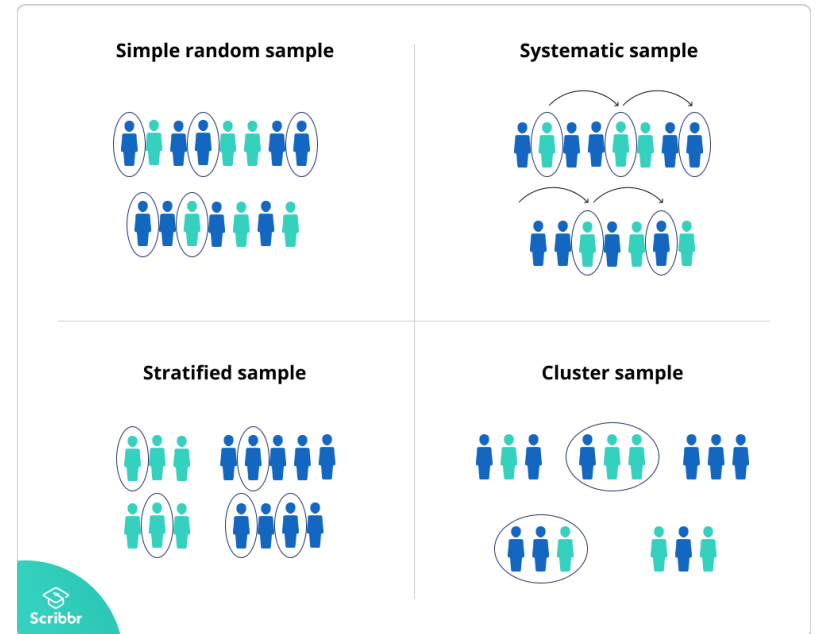 Simple random sample
Systematic sample
Stratified sample
Cluster sample
Scribbr